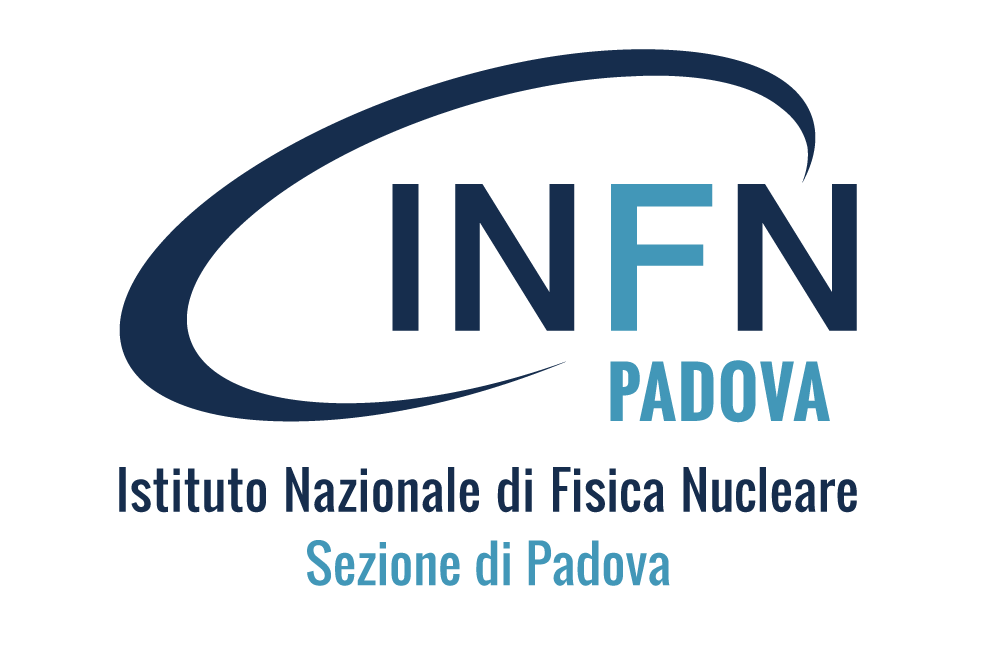 INFN
PADOVA
Istituto Nazionale di Fisica Nucleare
Sezione di Padova